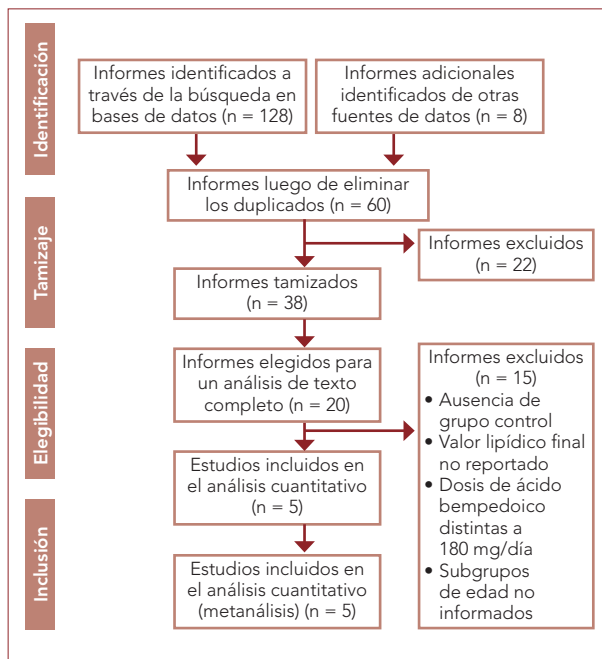 Identificación
Informes identificados a
través de la búsqueda en
bases de datos (n = 128)
Informes adicionales
identificados de otras
fuentes de datos (n = 8)
Informes luego de eliminar
los duplicados (n = 60)
Tamizaje
Informes excluidos
(n = 22)
Informes tamizados
(n = 38)
Elegibilidad
Informes elegidos para
un análisis de texto
completo (n = 20)
Informes excluidos
(n = 15)
• Ausencia de
grupo control
• Valor lipídico final
no reportado
• Dosis de ácido
bempedoico
distintas a
180 mg/día
• Subgrupos
de edad no
informados
Estudios incluidos en
el análisis cuantitativo
(n = 5)
Inclusión
Estudios incluidos en
el análisis cuantitativo
(metanálisis) (n = 5)